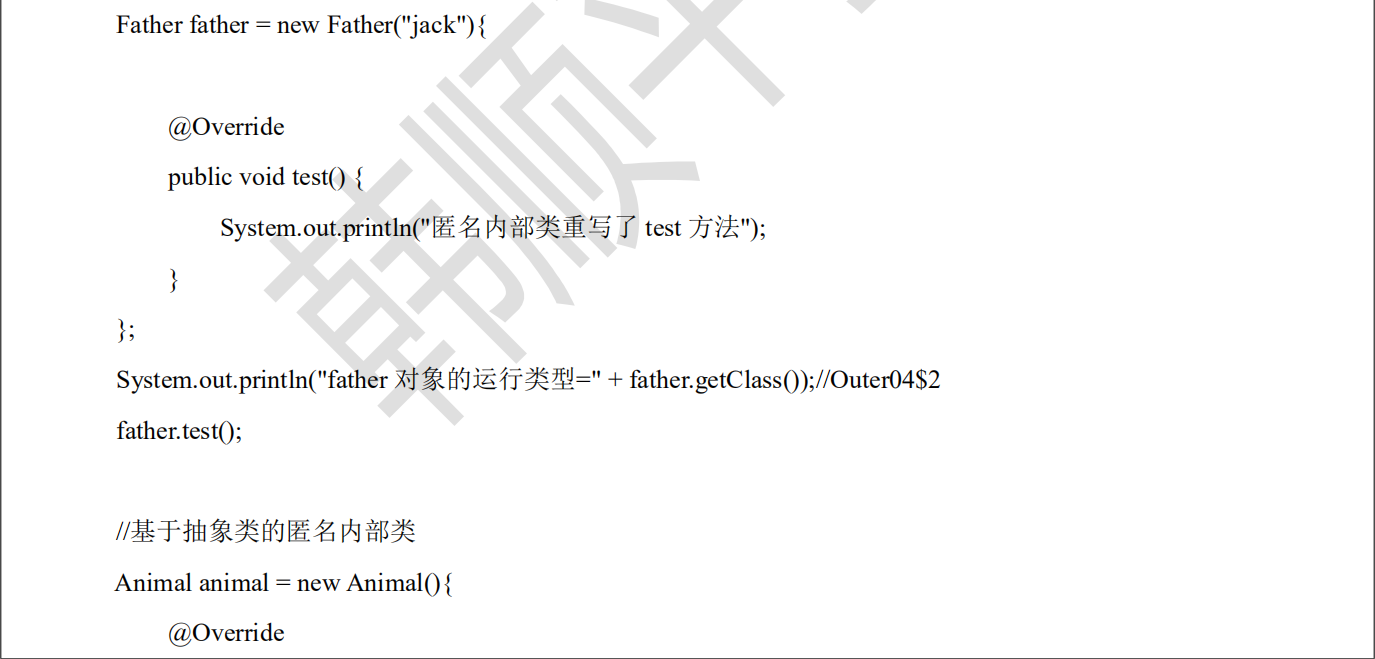 Father father = new Father("jack"){
@Override
public void test() {
System.out.println("匿名内部类重写了 test 方法");
}
};
System.out.println("father 对象的运行类型=" + father.getClass());//Outer04$2
father.test();
//基于抽象类的匿名内部类
Animal animal = new Animal(){
@Override
韩顺平